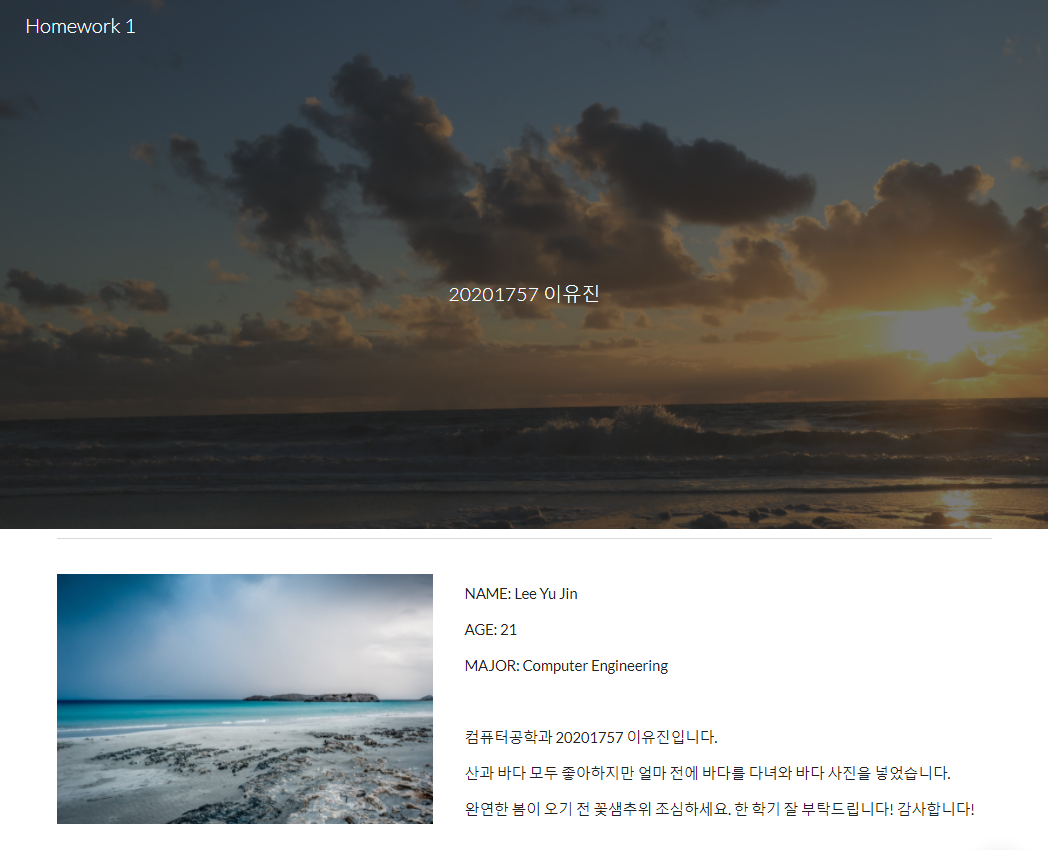 Homework 1
20201757 이유진
NAME: Lee Yu Jin
AGE: 21
MAJOR: Computer Engineering
컴퓨터공학과 20201757 이유진입니다.
산과 바다 모두 좋아하지만 얼마 전에 바다를 다녀와 바다 사진을 넣었습니다.
완연한 봄이 오기 전 꽃샘추위 조심하세요. 한 학기 잘 부탁드립니다! 감사합니다!